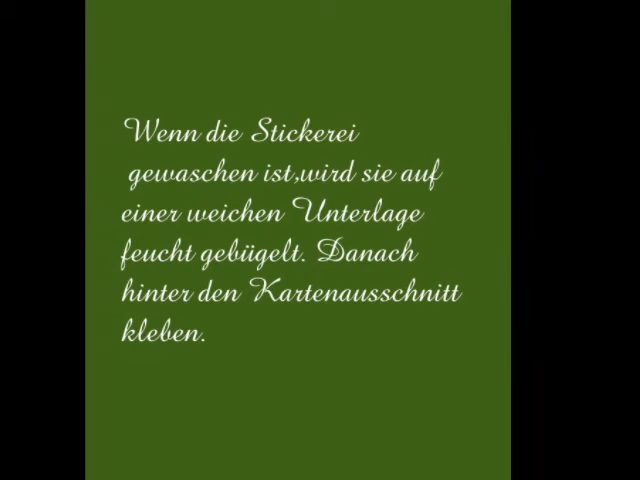 Wenn die Stickerei
gewaschen ist,wird sie auf
einer weichen Unterlage
feucht gebügelt. Danach
hinter den Kartenausschnitt
kleben.